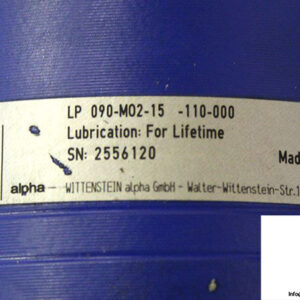 LP 090-M02-15 -110-000
Lubrication: For Lifetime
SN: 2556120
Made
alpha
WITTENSTEIN alpha GmbH - Walter-Wittenstein-Str.1